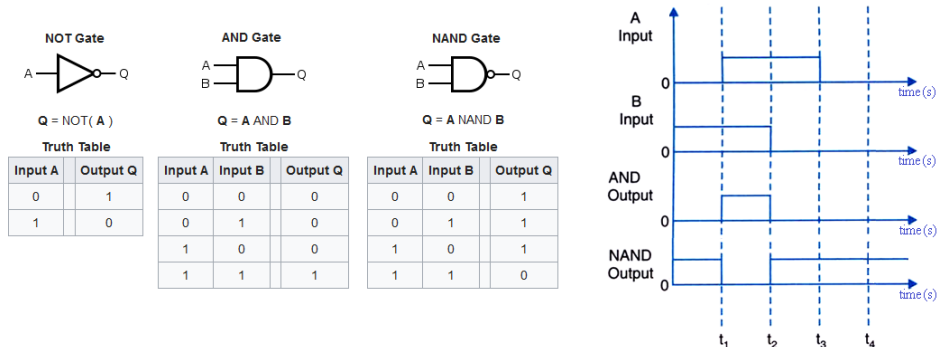 NOT Gate
A Q
Q = NOT( A )
Truth Table
Input A Output Q
0 1
1 0
AND Gate
A
B
Q
Q = A AND B
Truth Table
Input A Input B Output Q
0 0 0
0 1 0
1 0 0
1 1 1
NAND Gate
A
B
Q
Q = A NAND B
Truth Table
Input A Input B Output Q
0 0 1
0 1 1
1 0 1
1 1 0
A
Input
0
time (s)
B
Input
0
time (s)
AND
Output
0
time (s)
NAND
Output
0
time (s)
t1 t2 t3 t4